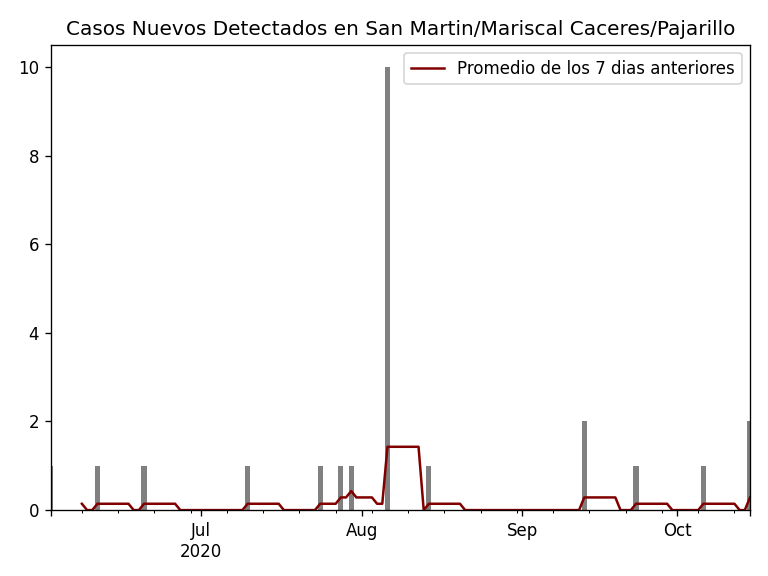 Casos Nuevos Detectados en San Martin/Mariscal Caceres/Pajarillo
Promedio de los 7 dias anteriores
10
8
6
4
2
0
Jul
2020
Aug
Sep
Oct